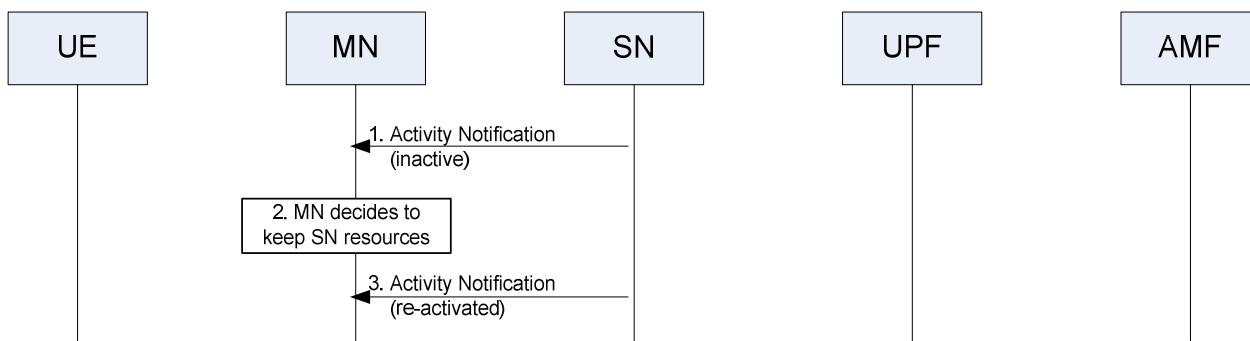 UE
MN
SN
UPF
AMF
1. Activity Notification
(inactive)
2. MN decides to
keep SN resources
3. Activity Notification
(re-activated)